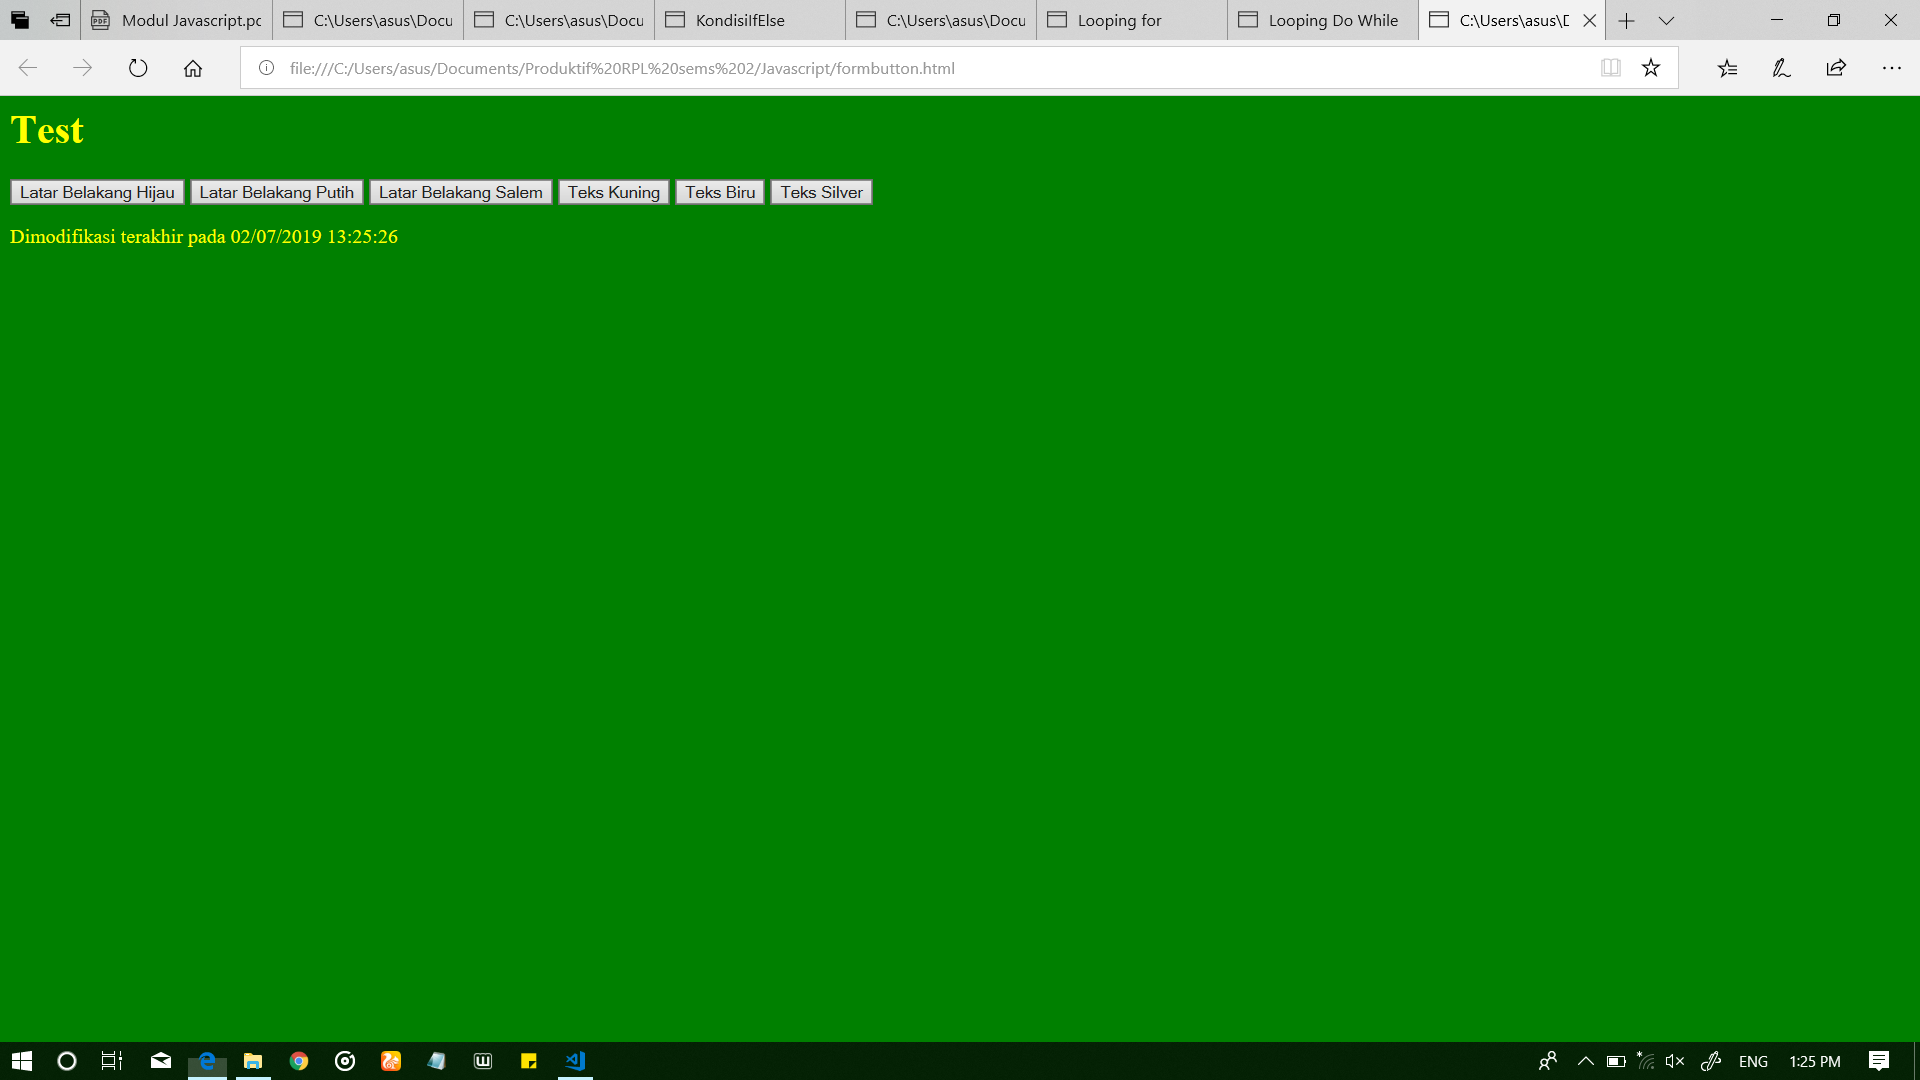 Modul Javascript.pc
C:\Users\asus\Docu
C:\Users\asus\Docu
KondisiIfElse
C:\Users\asus\Docu
Looping for
Looping Do While
C:\Users\asus\D
file:///C:/Users/asus/Documents/Produktif%20RPL%20sems%202/Javascript/formbutton.html
Test
Latar Belakang Hijau Latar Belakang Putih Latar Belakang Salem Teks Kuning Teks Biru Teks Silver
Dimodifikasi terakhir pada 02/07/2019 13:25:26
ENG 1:25 PM